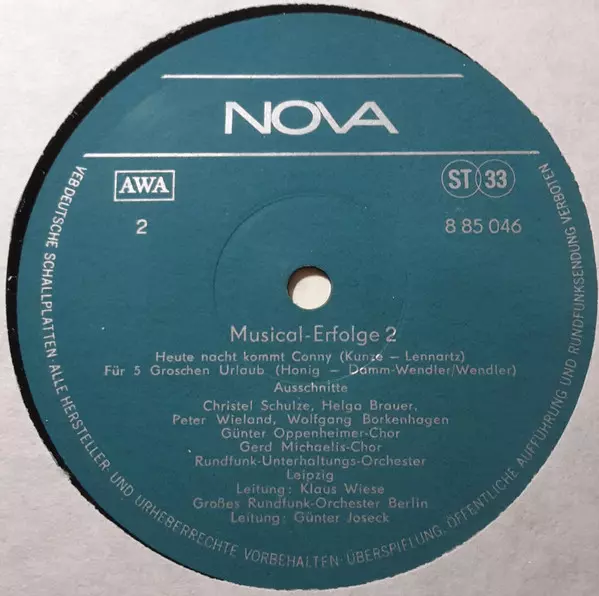 NOVA
AWA
ST 33
2
8 85 046
Musical-Erfolge 2
Heute nacht kommt Conny (Kunze – Lennartz)
Für 5 Groschen Urlaub (Honig – Damm-Wendler/Wendler)
Ausschnitte
Christel Schulze, Helga Brauer,
Peter Wieland, Wolfgang Borkenhagen
Günter Oppenheimer-Chor
Gerd Michaelis-Chor
Rundfunk-Unterhaltungs-Orchester
Leipzig
Leitung: Klaus Wiese
Großes Rundfunk-Orchester Berlin
Leitung: Günter Joseck
VEB DEUTSCHE SCHALLPLATTEN · ALLE HERSTELLER- UND URHEBERRECHTE VORBEHALTEN · ÜBERSPIELUNG, ÖFFENTLICHE AUFFÜHRUNG UND RUNDFUNKSENDUNG VERBOTEN